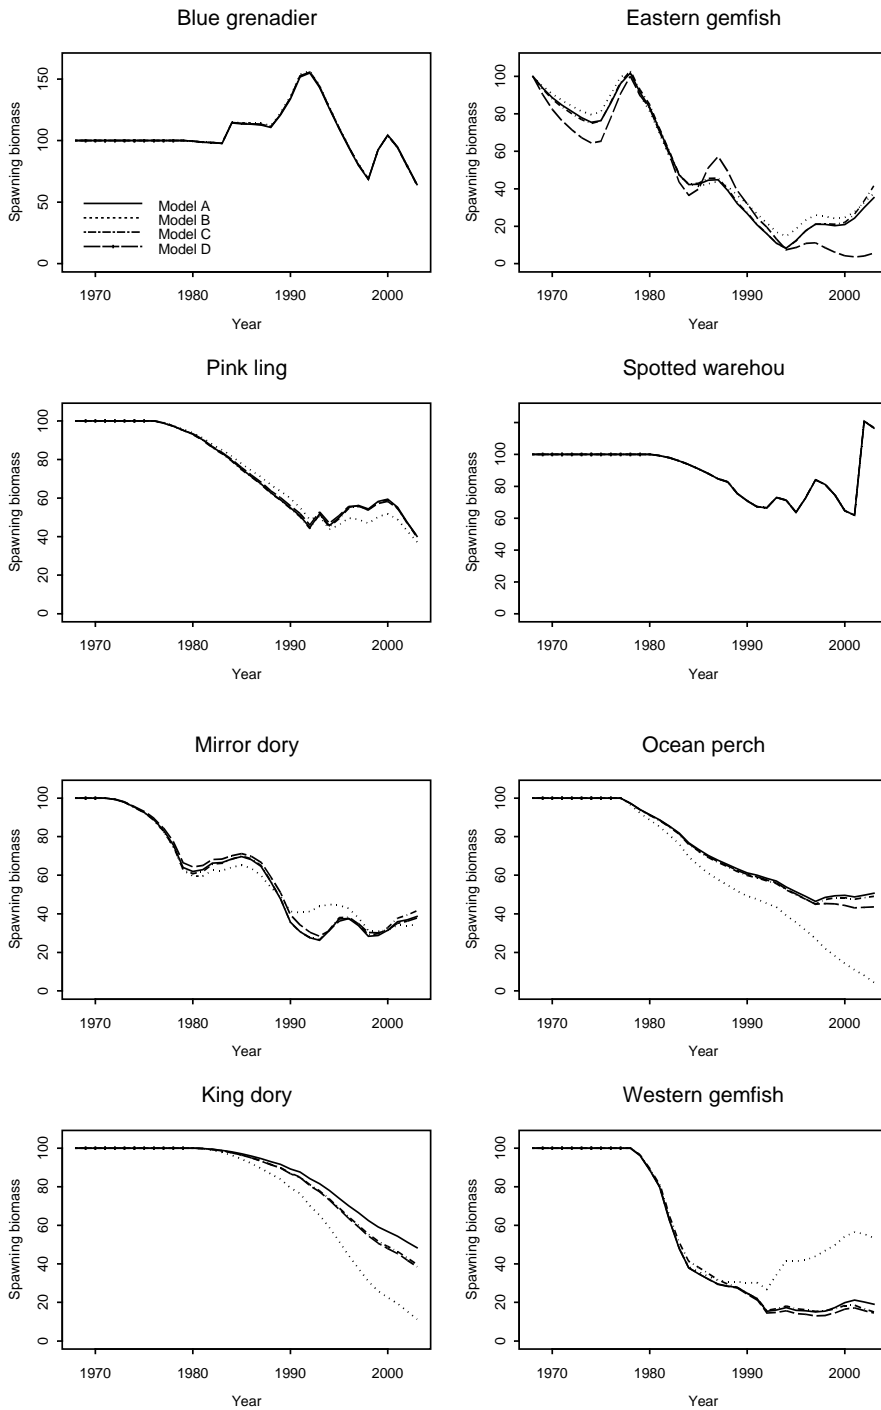 Blue grenadier
Eastern gemfish
Spawning biomass
0 50 100 150
Model A
Model B
Model C
Model D
1970 1980 1990 2000
Year
Spawning biomass
0 20 40 60 80 100
1970 1980 1990 2000
Year
Pink ling
Spotted warehou
Spawning biomass
0 20 40 60 80 100
1970 1980 1990 2000
Year
Spawning biomass
0 20 40 60 80 100
1970 1980 1990 2000
Year
Mirror dory
Ocean perch
Spawning biomass
0 20 40 60 80 100
1970 1980 1990 2000
Year
Spawning biomass
0 20 40 60 80 100
1970 1980 1990 2000
Year
King dory
Western gemfish
Spawning biomass
0 20 40 60 80 100
1970 1980 1990 2000
Year
Spawning biomass
0 20 40 60 80 100
1970 1980 1990 2000
Year